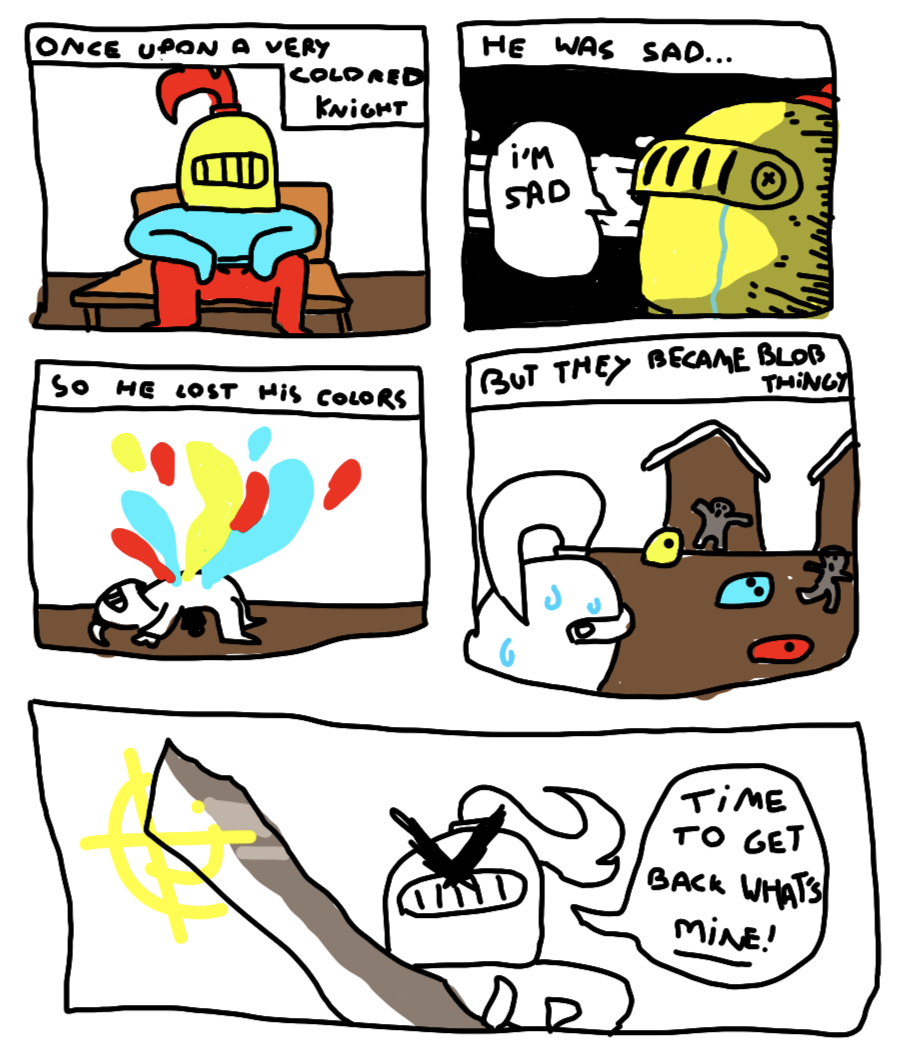 ONCE UPON A VERY
COLORED
KNIGHT
HE WAS SAD...
I'M
SAD
SO HE LOST HIS COLORS
BUT THEY BECAME BLOB
THINGY
TIME
TO GET
BACK WHAT'S
MINE!